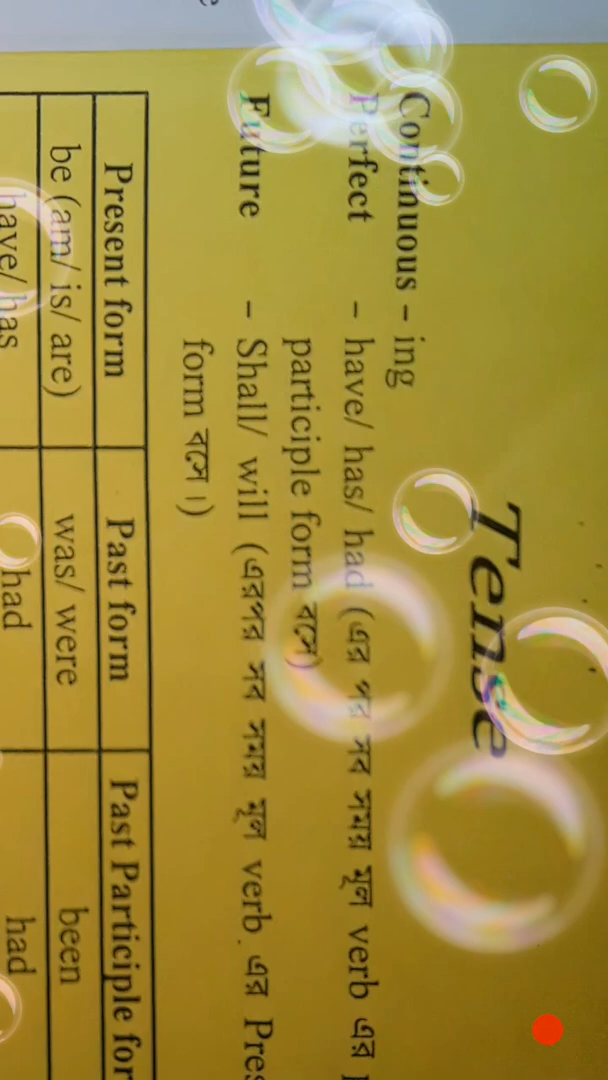 Tense
Continuous – ing
Perfect – have/ has/ had (এর পর সব সময় মূল verb এর
participle form বসে)
Future – Shall/ will (এরপর সব সময় মূল verb এর Pres
form বসে।)
Present form Past form Past Participle for
be (am/ is/ are) was/ were been
have/ has had had